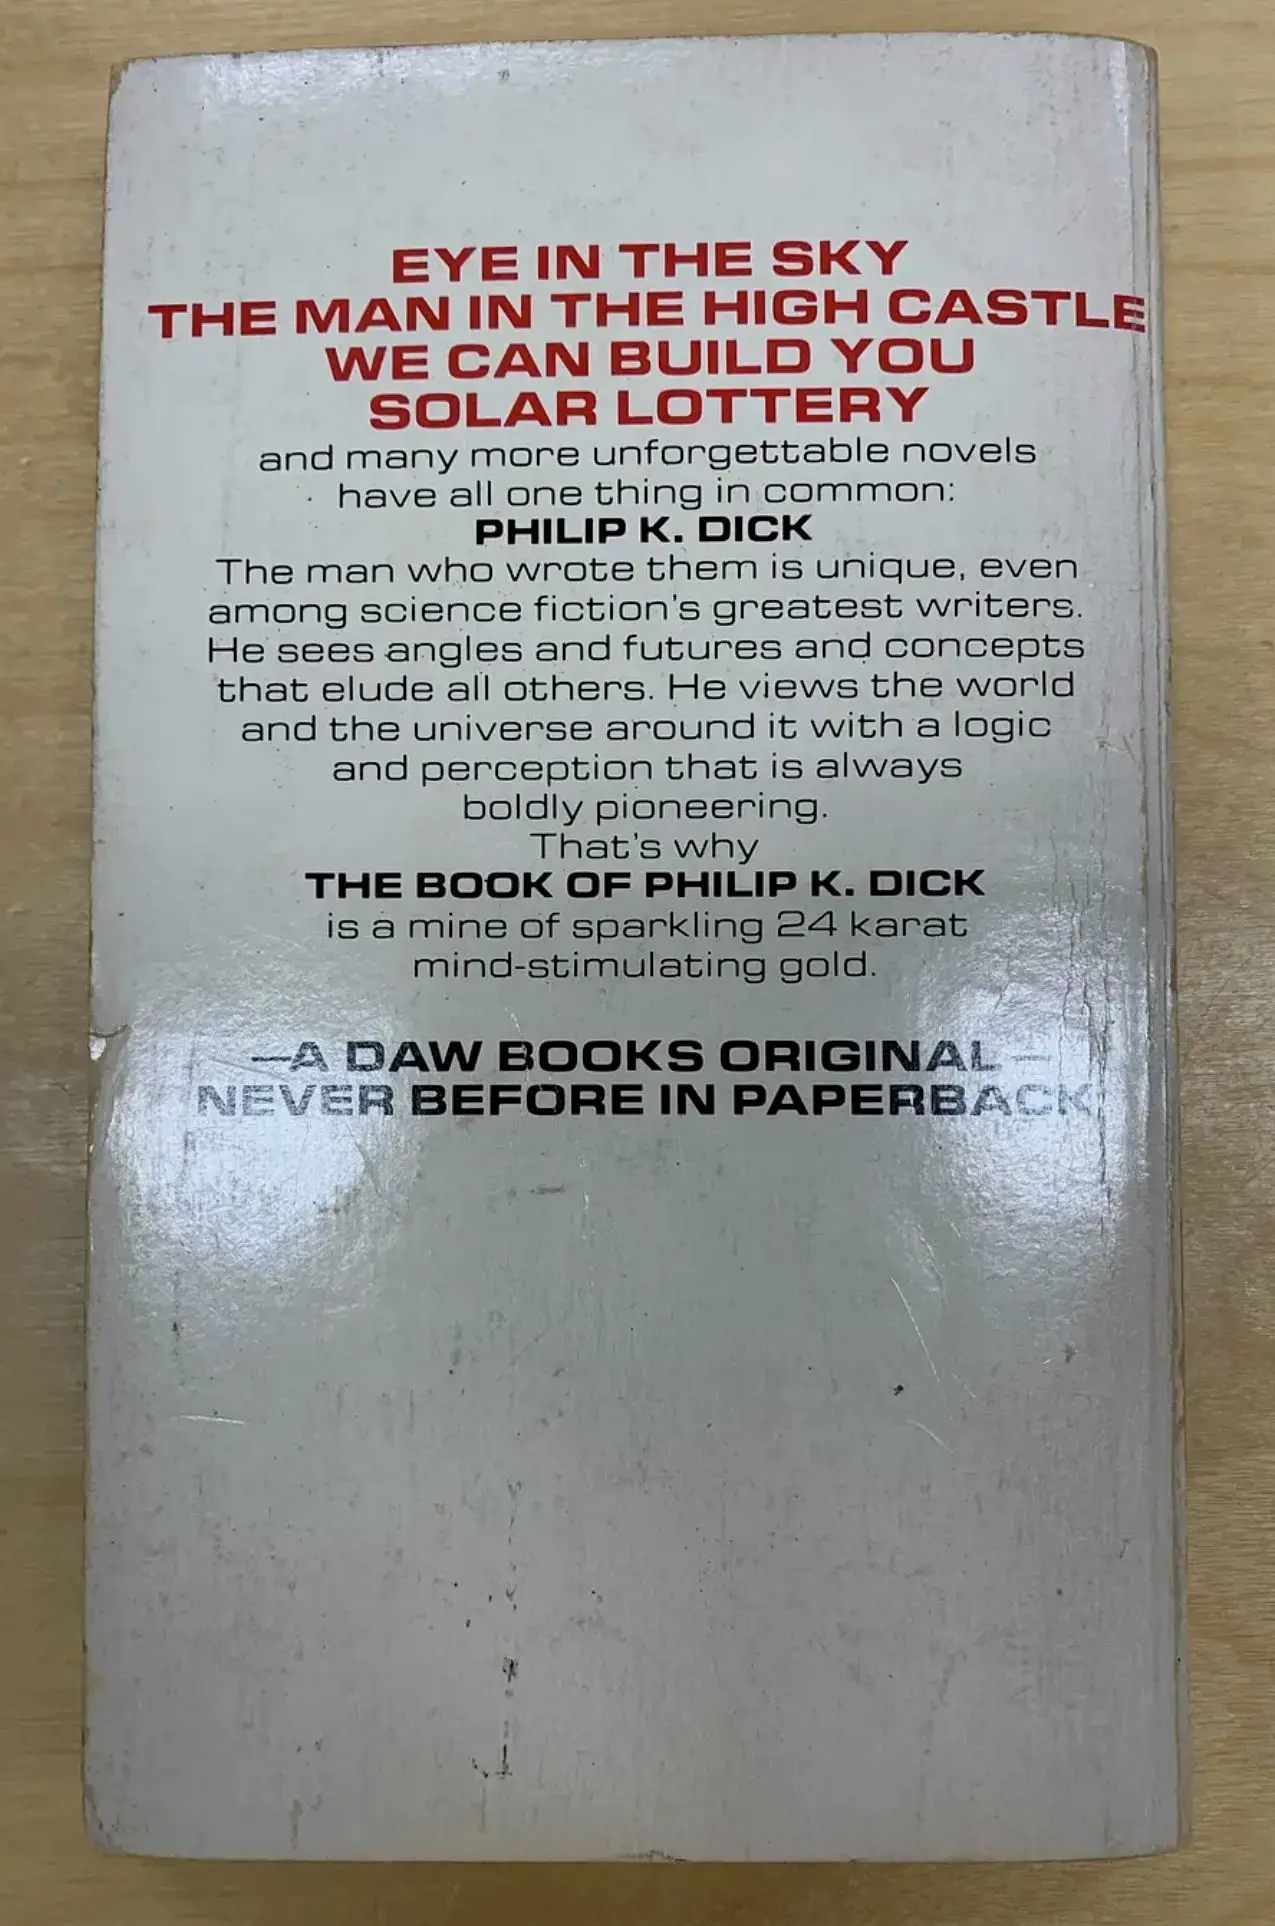 EYE IN THE SKY
THE MAN IN THE HIGH CASTLE
WE CAN BUILD YOU
SOLAR LOTTERY
and many more unforgettable novels
have all one thing in common:
PHILIP K. DICK
The man who wrote them is unique, even
among science fiction's greatest writers.
He sees angles and futures and concepts
that elude all others. He views the world
and the universe around it with a logic
and perception that is always
boldly pioneering.
That's why
THE BOOK OF PHILIP K. DICK
is a mine of sparkling 24 karat
mind-stimulating gold.
—A DAW BOOKS ORIGINAL—
NEVER BEFORE IN PAPERBACK